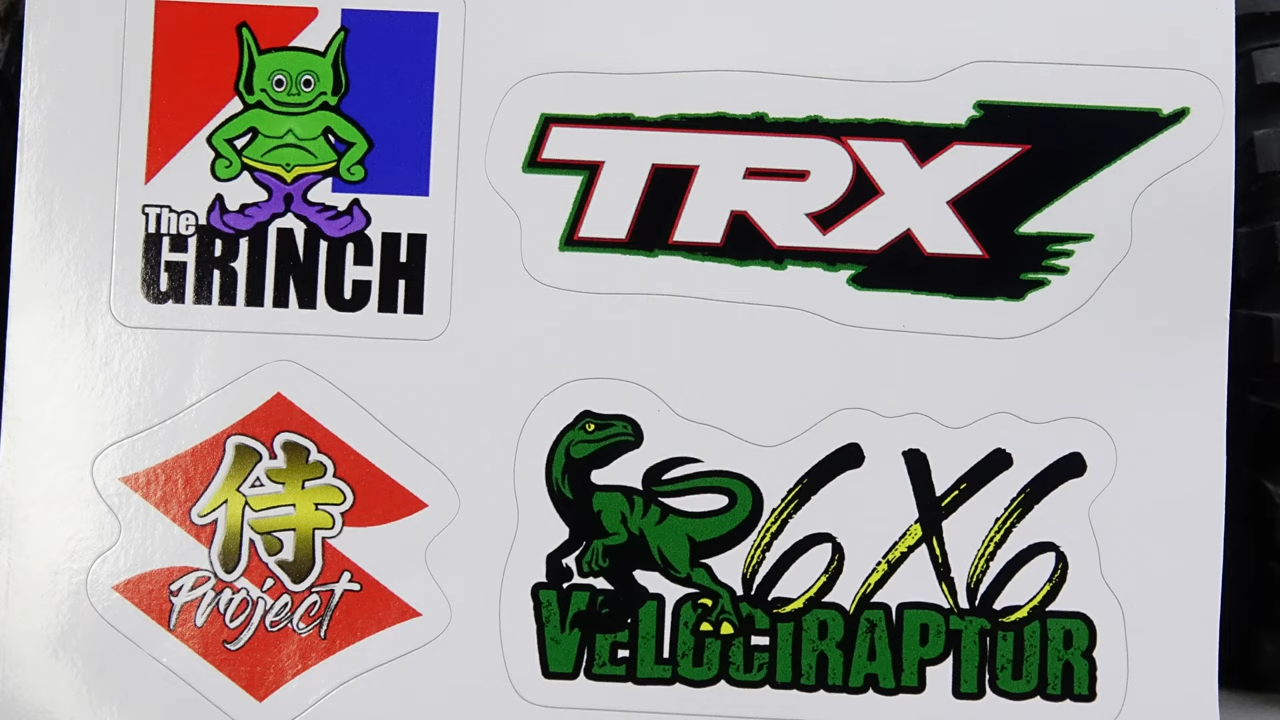 The
GRINCH
TRX
侍
Project
6X6
VELOCIRAPTOR